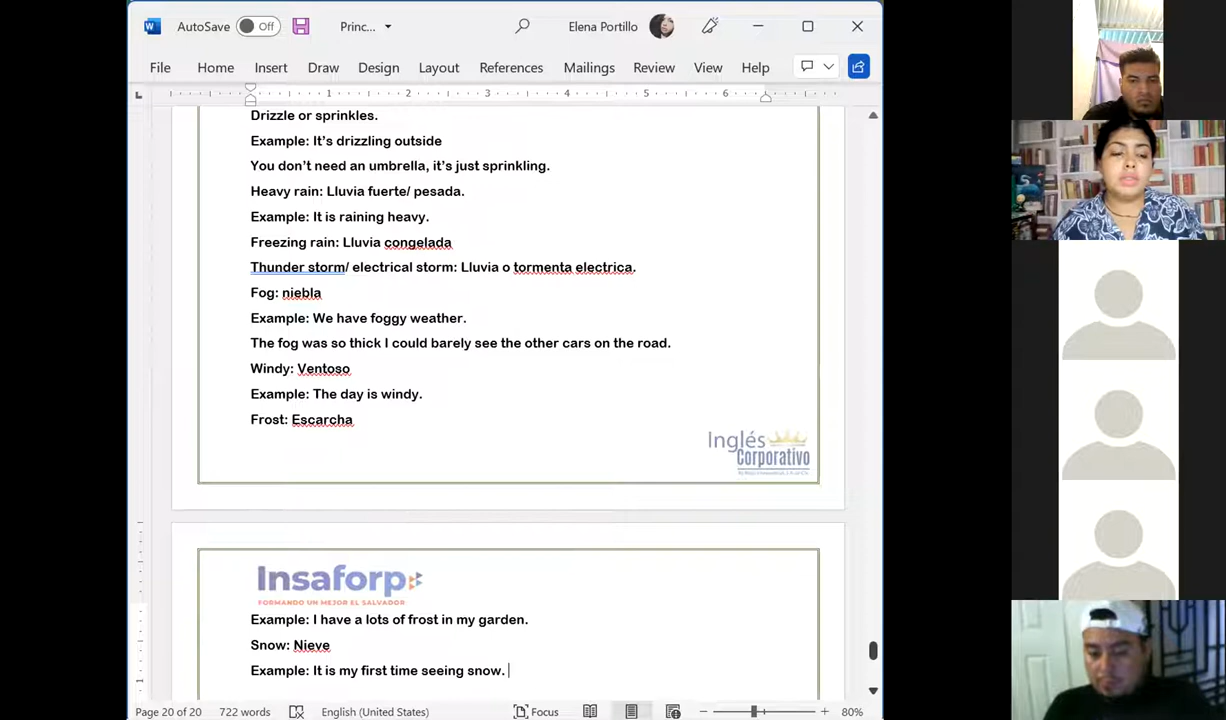 AutoSave Off Princ... Elena Portillo
File Home Insert Draw Design Layout References Mailings Review View Help
1 2 3 4 5 6
Drizzle or sprinkles.
Example: It's drizzling outside
You don't need an umbrella, it's just sprinkling.
Heavy rain: Lluvia fuerte/ pesada.
Example: It is raining heavy.
Freezing rain: Lluvia congelada
Thunder storm/ electrical storm: Lluvia o tormenta electrica.
Fog: niebla
Example: We have foggy weather.
The fog was so thick I could barely see the other cars on the road.
Windy: Ventoso
Example: The day is windy.
Frost: Escarcha
Inglés
Corporativo
Insaforp
FORMANDO UN MEJOR EL SALVADOR
Example: I have a lots of frost in my garden.
Snow: Nieve
Example: It is my first time seeing snow.
Page 20 of 20 722 words English (United States) Focus 80%